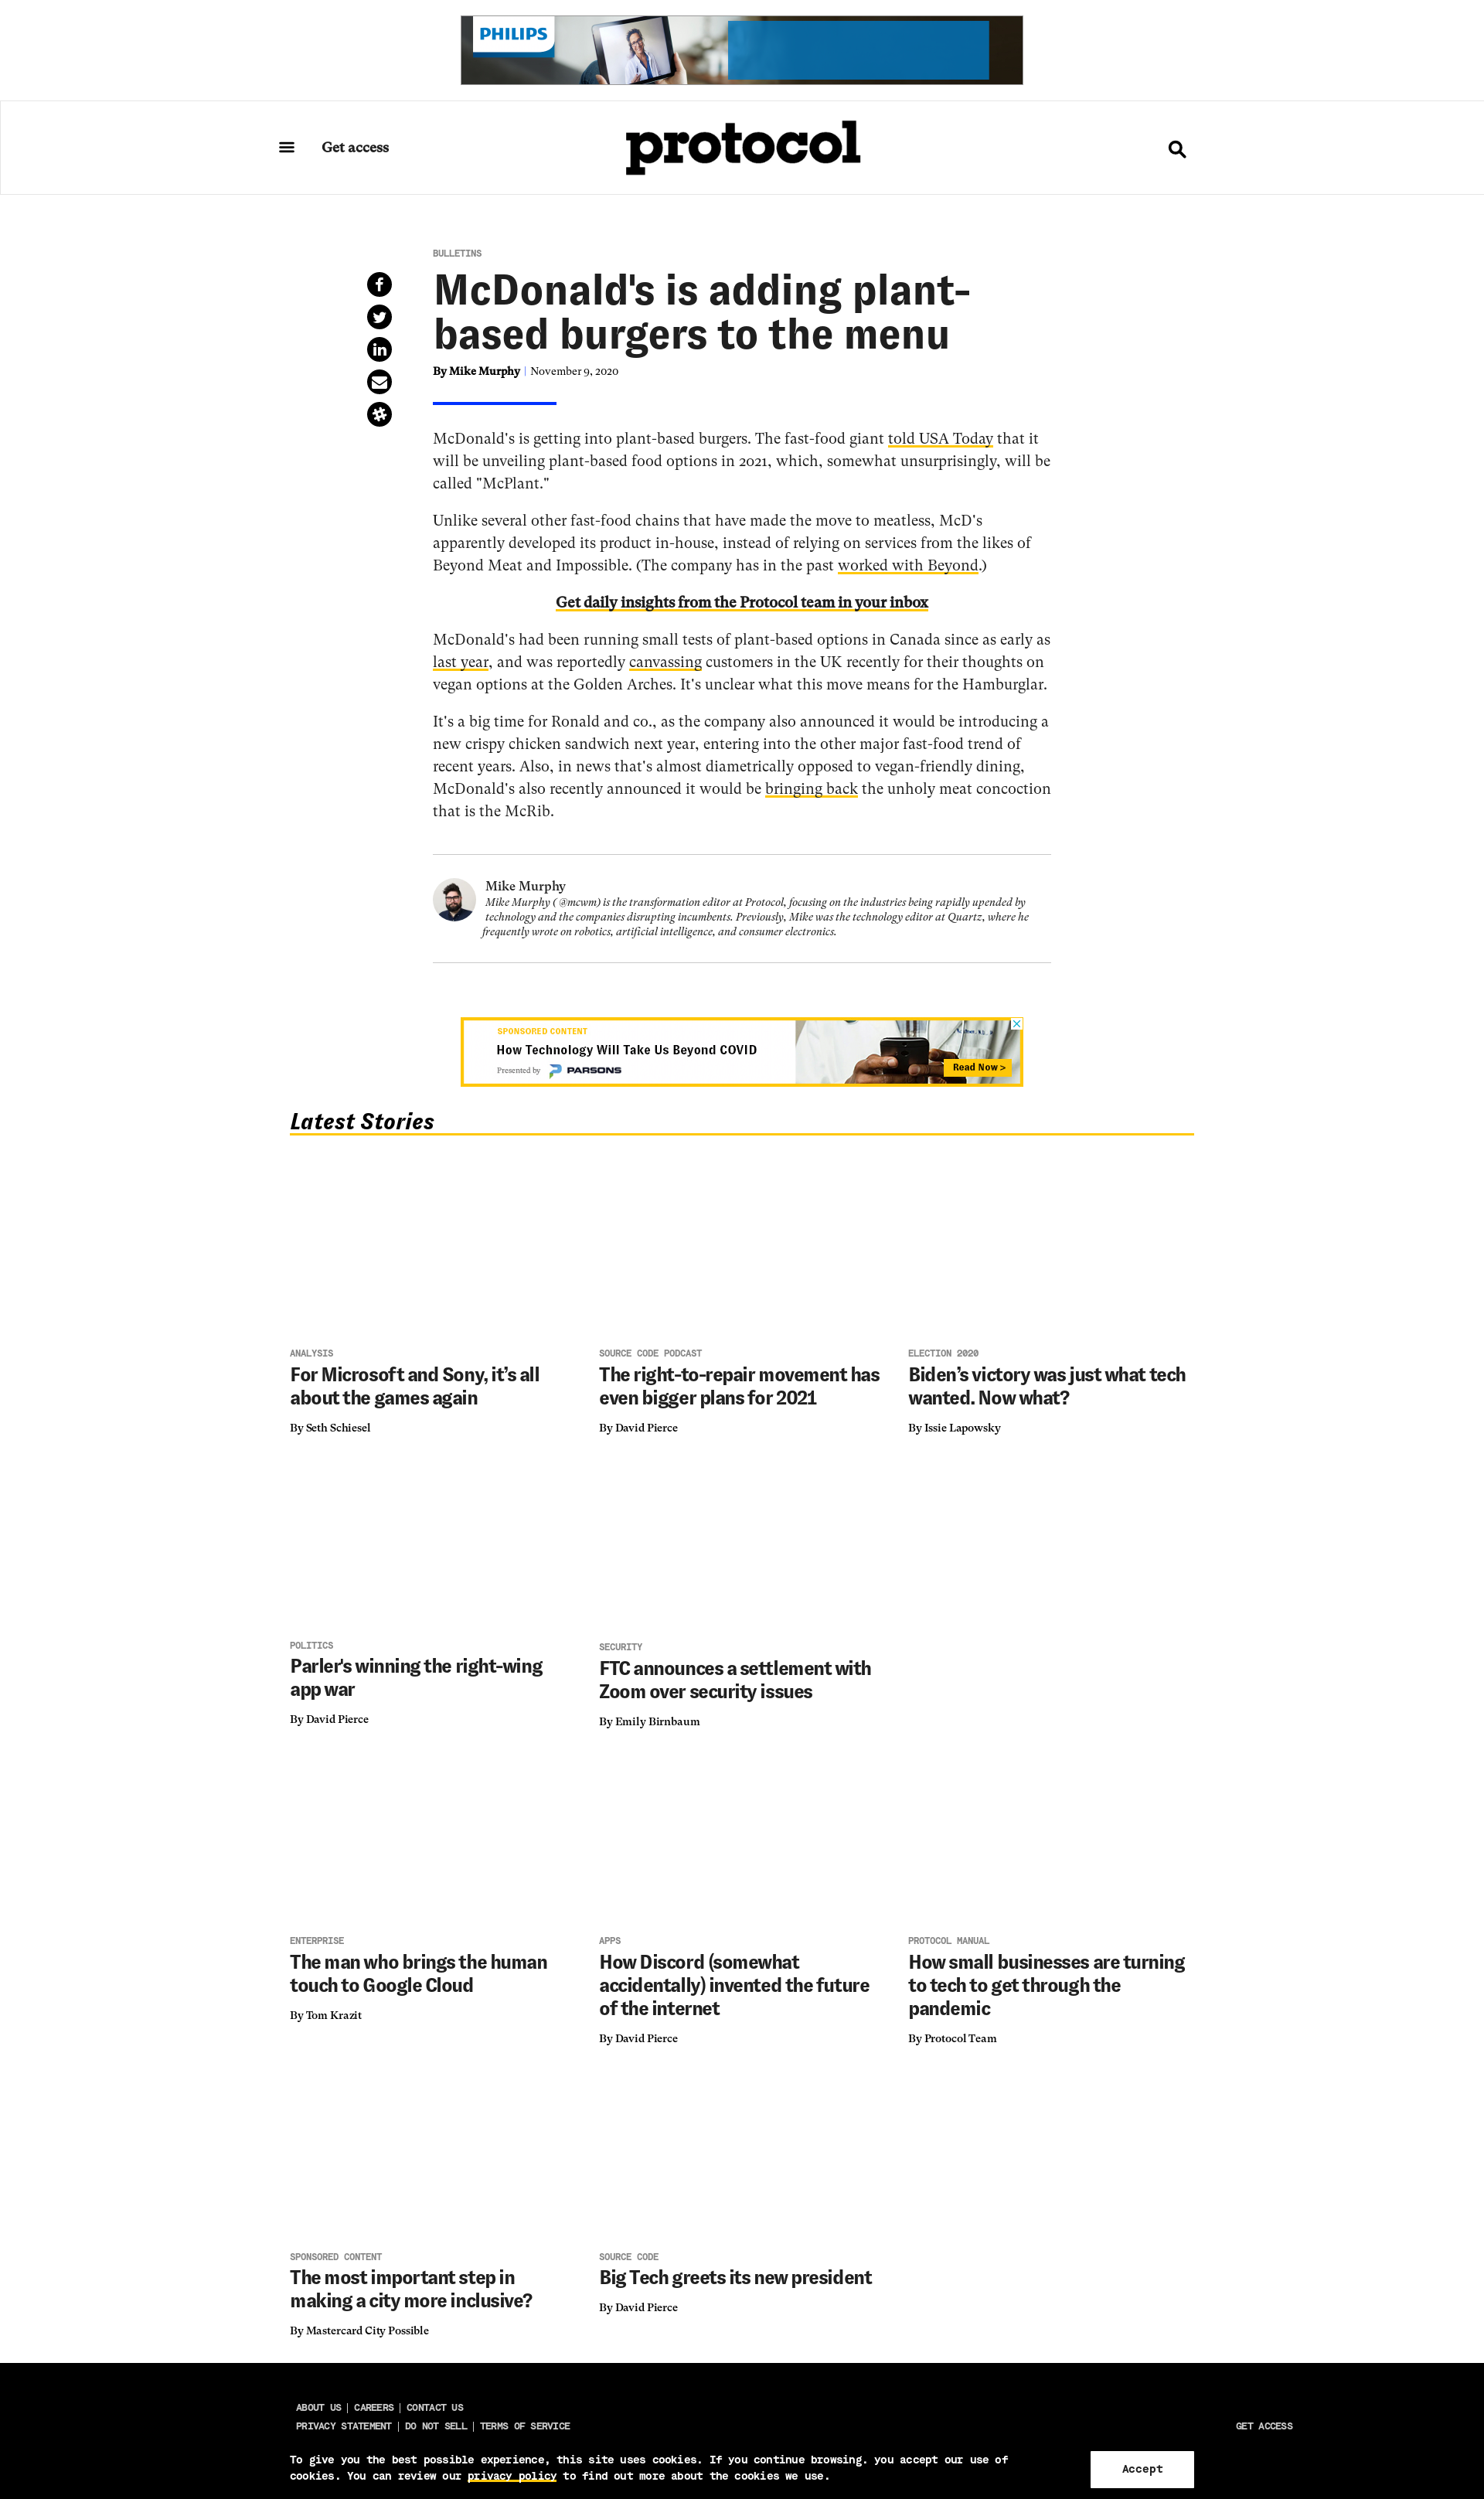 PHILIPS
Get access
protocol
BULLETINS
McDonald's is adding plant-
based burgers to the menu
By Mike Murphy | November 9, 2020
McDonald's is getting into plant-based burgers. The fast-food giant told USA Today that it
will be unveiling plant-based food options in 2021, which, somewhat unsurprisingly, will be
called "McPlant."
Unlike several other fast-food chains that have made the move to meatless, McD's
apparently developed its product in-house, instead of relying on services from the likes of
Beyond Meat and Impossible. (The company has in the past worked with Beyond.)
Get daily insights from the Protocol team in your inbox
McDonald's had been running small tests of plant-based options in Canada since as early as
last year, and was reportedly canvassing customers in the UK recently for their thoughts on
vegan options at the Golden Arches. It's unclear what this move means for the Hamburglar.
It's a big time for Ronald and co., as the company also announced it would be introducing a
new crispy chicken sandwich next year, entering into the other major fast-food trend of
recent years. Also, in news that's almost diametrically opposed to vegan-friendly dining,
McDonald's also recently announced it would be bringing back the unholy meat concoction
that is the McRib.
Mike Murphy
Mike Murphy ( @mcwm) is the transformation editor at Protocol, focusing on the industries being rapidly upended by
technology and the companies disrupting incumbents. Previously, Mike was the technology editor at Quartz, where he
frequently wrote on robotics, artificial intelligence, and consumer electronics.
SPONSORED CONTENT
How Technology Will Take Us Beyond COVID
Presented by PARSONS
Read Now >
Latest Stories
ANALYSIS
For Microsoft and Sony, it’s all
about the games again
By Seth Schiesel
SOURCE CODE PODCAST
The right-to-repair movement has
even bigger plans for 2021
By David Pierce
ELECTION 2020
Biden’s victory was just what tech
wanted. Now what?
By Issie Lapowsky
POLITICS
Parler's winning the right-wing
app war
By David Pierce
SECURITY
FTC announces a settlement with
Zoom over security issues
By Emily Birnbaum
ENTERPRISE
The man who brings the human
touch to Google Cloud
By Tom Krazit
APPS
How Discord (somewhat
accidentally) invented the future
of the internet
By David Pierce
PROTOCOL MANUAL
How small businesses are turning
to tech to get through the
pandemic
By Protocol Team
SPONSORED CONTENT
The most important step in
making a city more inclusive?
By Mastercard City Possible
SOURCE CODE
Big Tech greets its new president
By David Pierce
ABOUT US | CAREERS | CONTACT US
PRIVACY STATEMENT | DO NOT SELL | TERMS OF SERVICE
GET ACCESS
To give you the best possible experience, this site uses cookies. If you continue browsing. you accept our use of
cookies. You can review our privacy policy to find out more about the cookies we use.
Accept